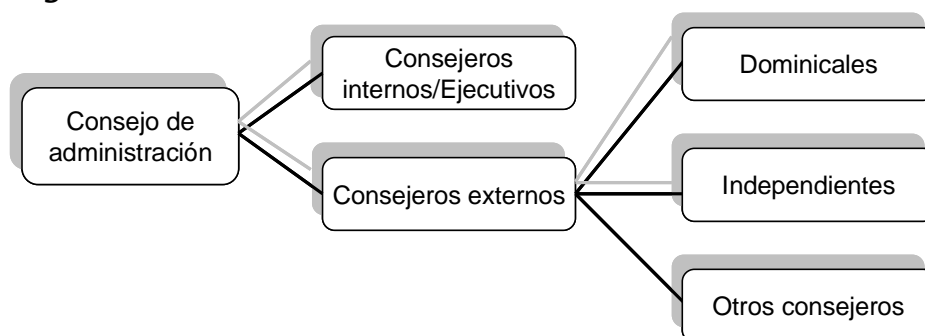 Consejo de
administración
Consejeros
internos/Ejecutivos
Consejeros externos
Dominicales
Independientes
Otros consejeros